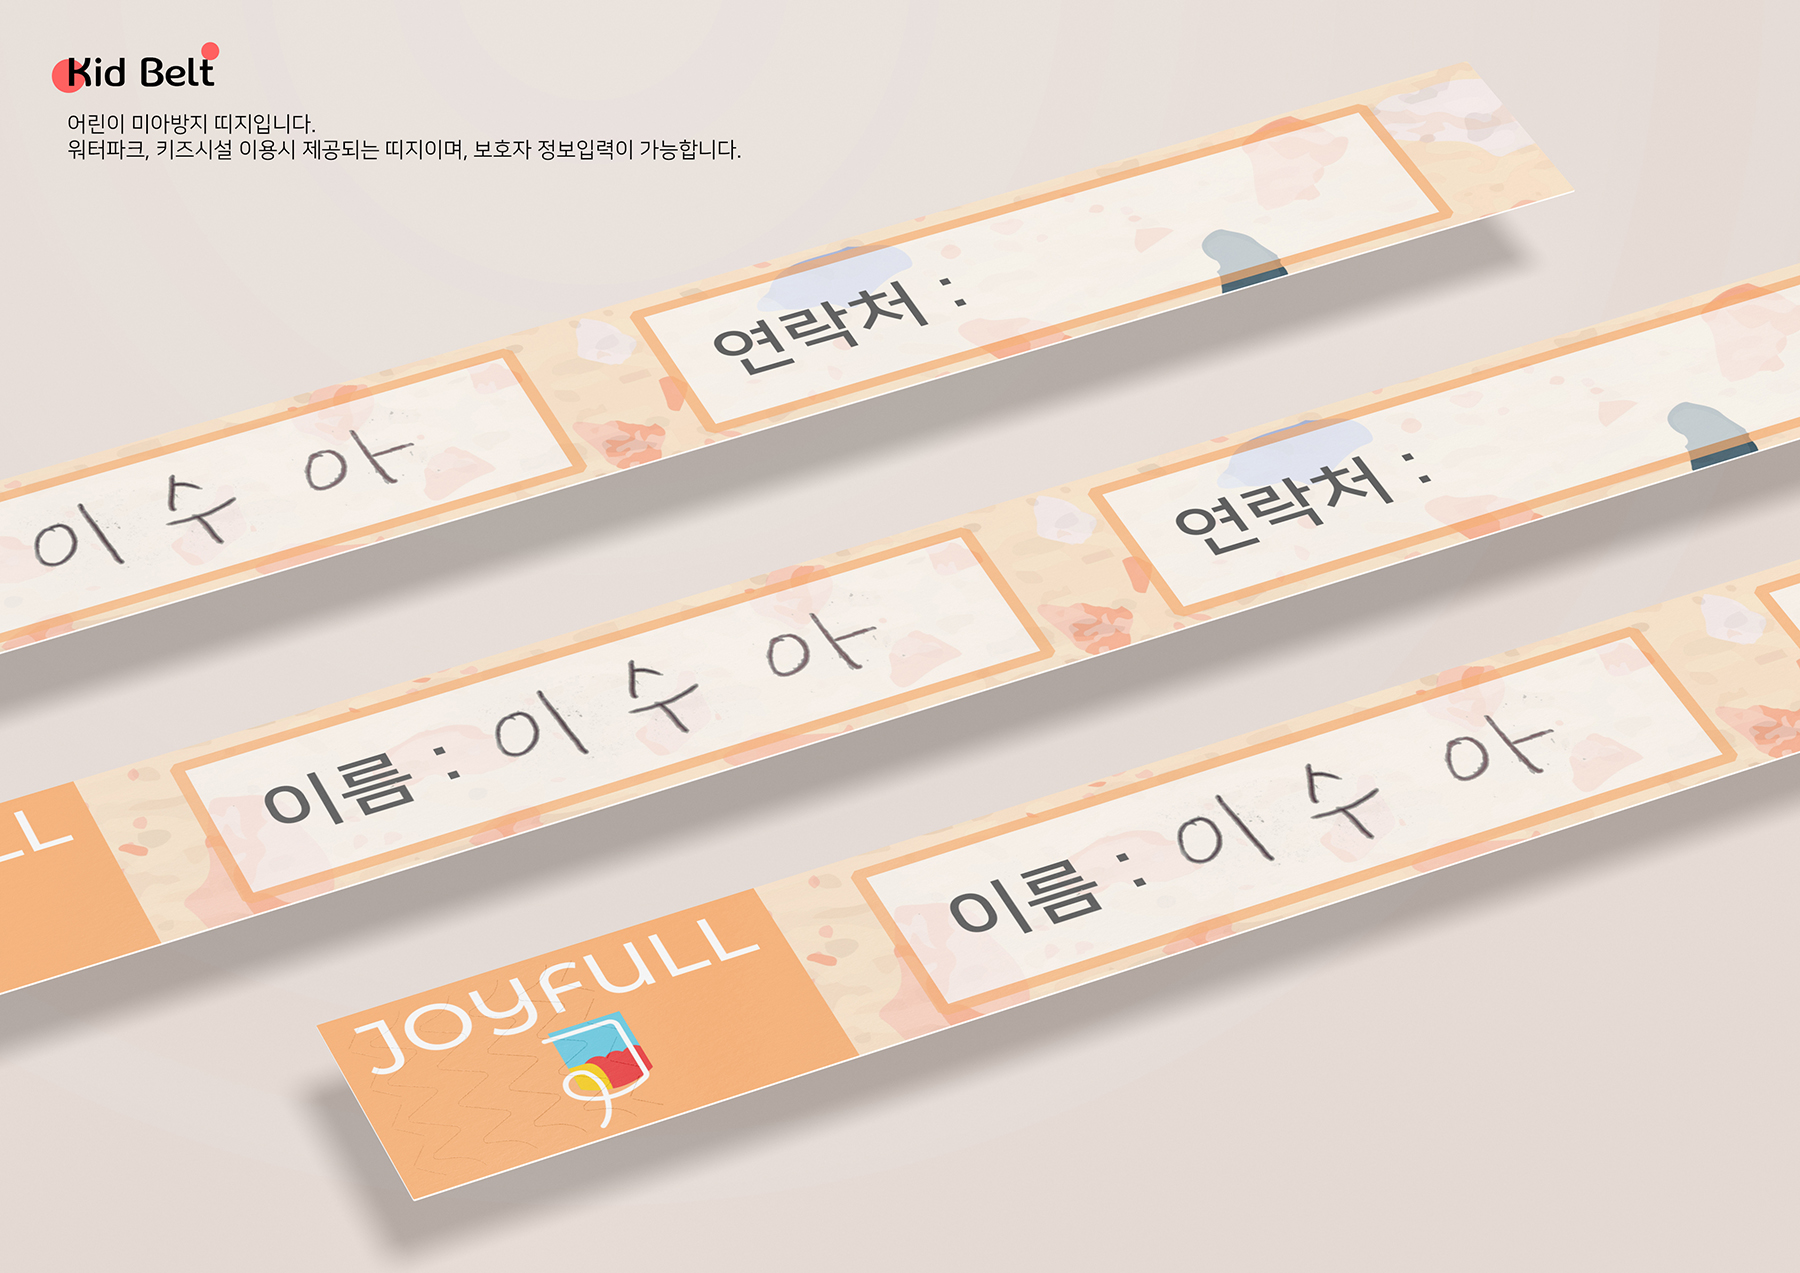 Kid Belt
어린이 미아방지 띠지입니다.
워터파크, 키즈시설 이용시 제공되는 띠지이며, 보호자 정보입력이 가능합니다.
이 수 아
연락처 :
LL
이름 : 이 수 아
연락처 :
JOYFULL
이름 : 이 수 아